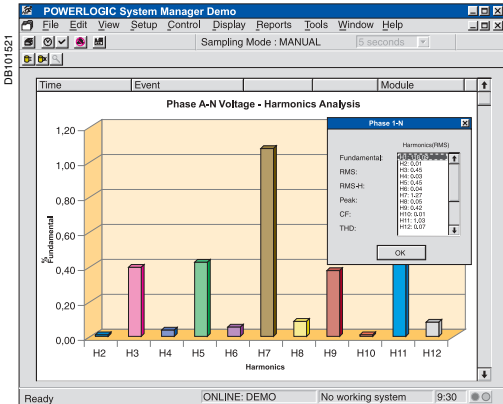 DB101521
POWERLOGIC System Manager Demo
File Edit View Setup Control Display Reports Tools Window Help
Sampling Mode : MANUAL
5 seconds
Time Event Module
Phase A-N Voltage - Harmonics Analysis
% Fundamental
1,20
1,00
0,80
0,60
0,40
0,20
0,00
H2 H3 H4 H5 H6 H7 H8 H9 H10 H11 H12
Harmonics
Phase 1-N
Harmonics(RMS)
Fundamental:
RMS:
RMS-H:
Peak:
CF:
THD:
H2: 0.01
H3: 0.45
H4: 0.03
H5: 0.45
H6: 0.04
H7: 1.27
H8: 0.05
H9: 0.42
H10: 0.01
H11: 1.03
H12: 0.07
OK
Ready
ONLINE: DEMO
No working system
9:30